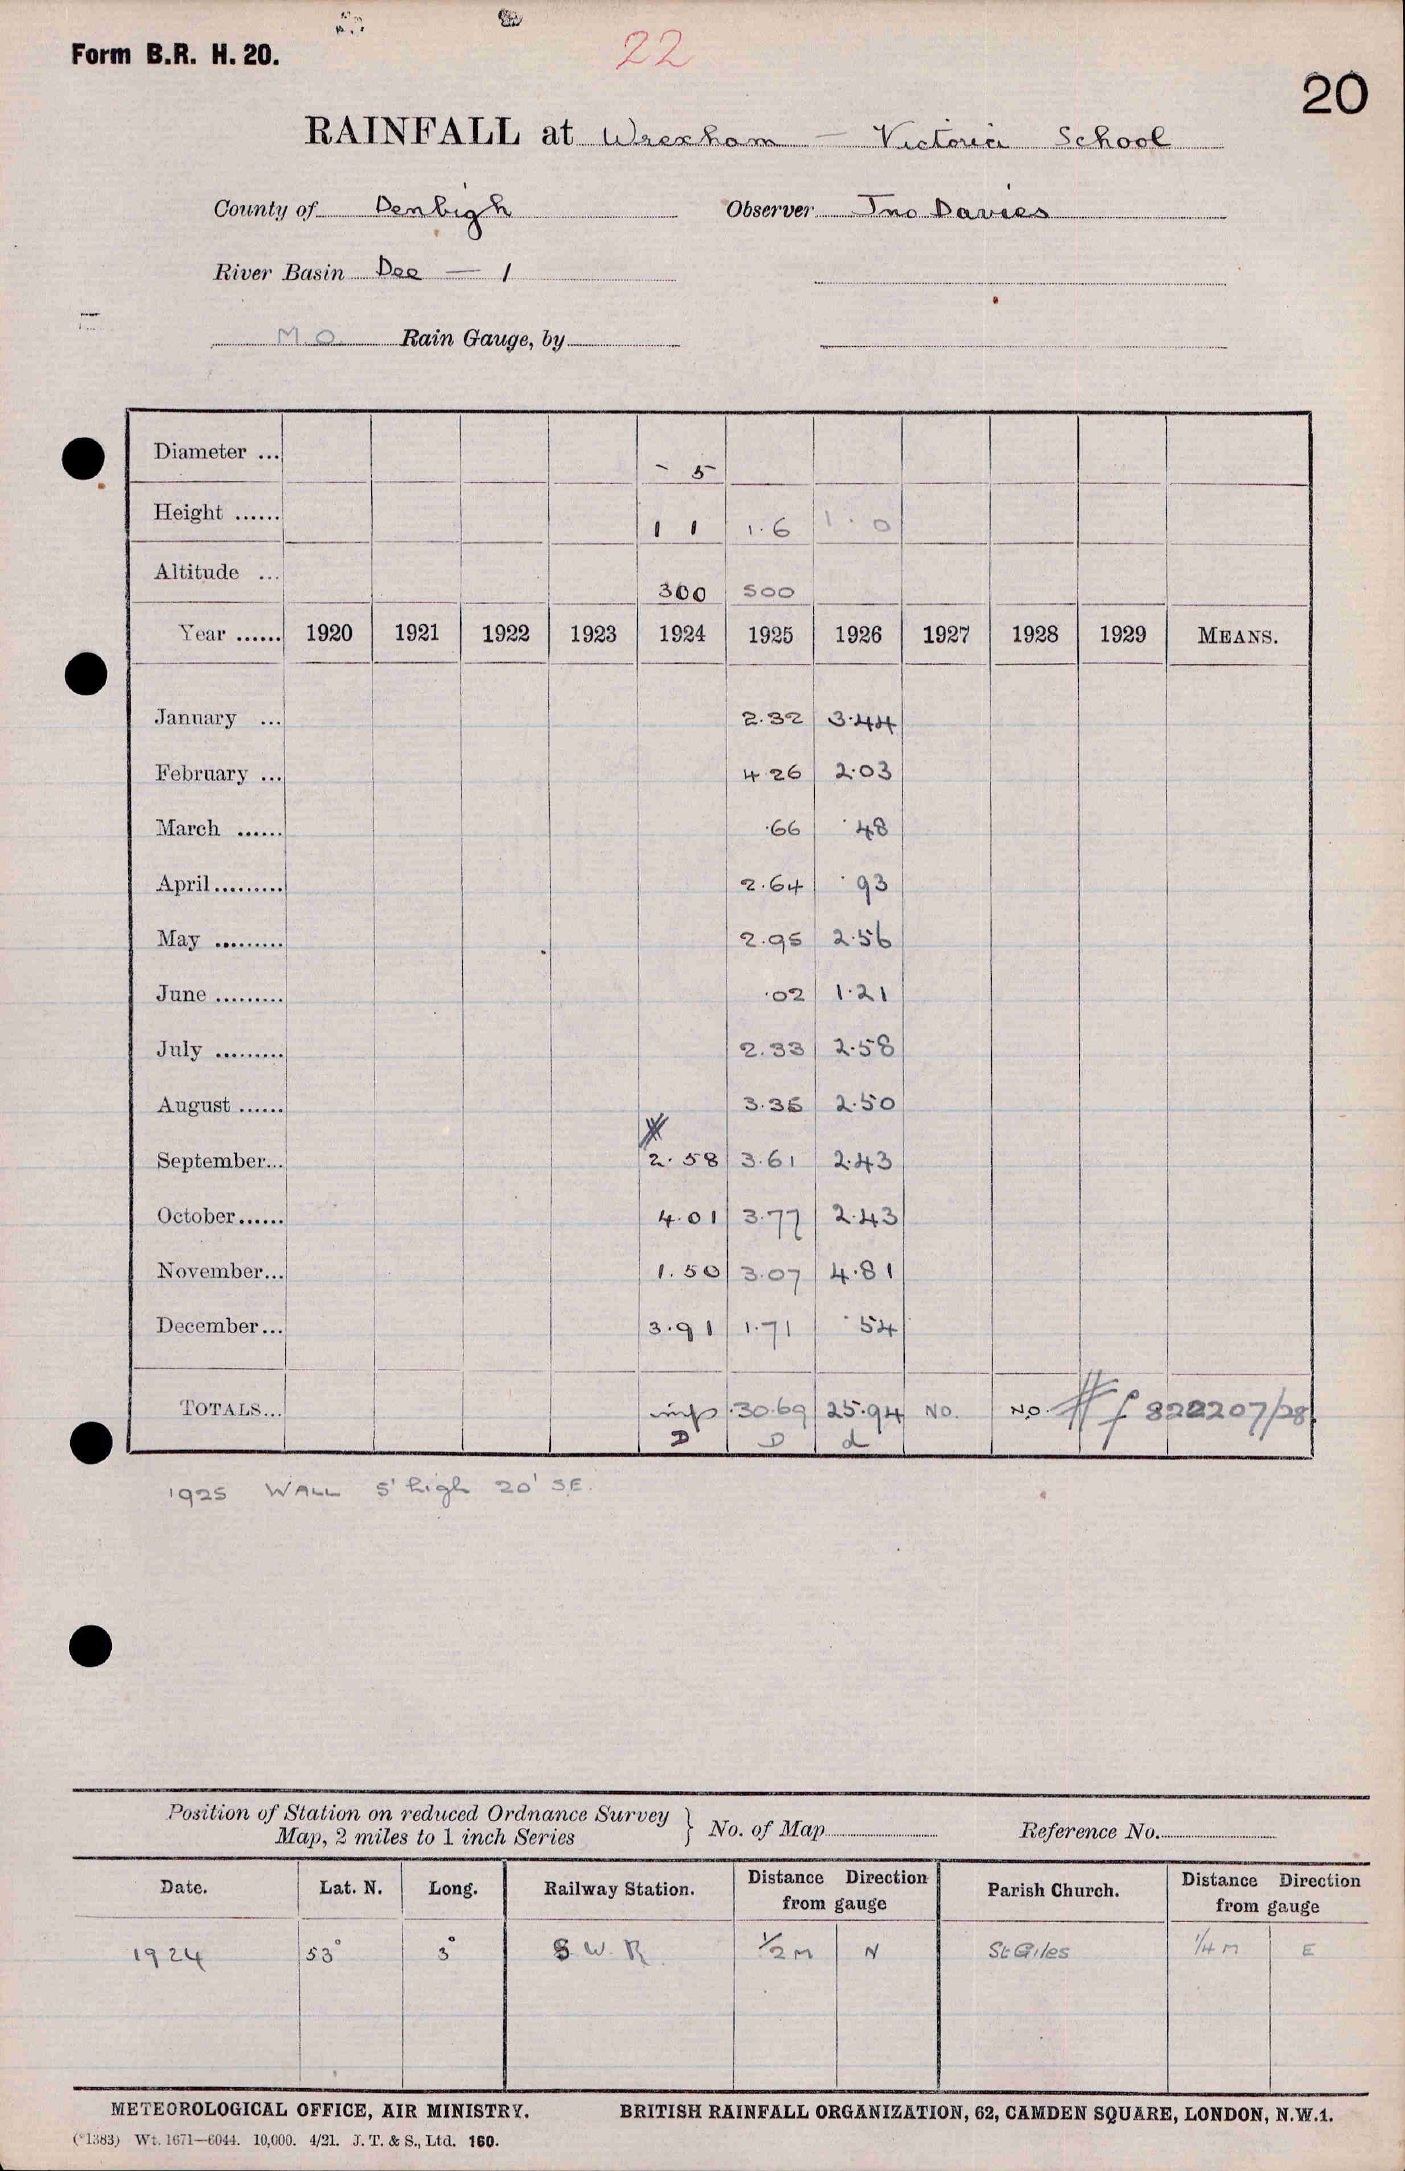 Form B.R. H. 20.
22
20
RAINFALL at Wrexham — Victoria School
County of Denbigh Observer Jno Davies
River Basin Dee — 1
M.O. Rain Gauge, by
Diameter ... - 5
Height ...... 1 1 1.6 1.0
Altitude ... 300 500
Year ...... 1920 1921 1922 1923 1924 1925 1926 1927 1928 1929 MEANS.
January ... 2.32 3.44
February ... 4.26 2.03
March ...... .66 .48
April......... 2.64 .93
May ......... 2.95 2.56
June ......... .02 1.21
July ......... 2.33 2.58
August ...... 3.35 2.50
September... 2.58 3.61 2.43
October...... 4.01 3.77 2.43
November... 1.50 3.07 4.81
December... 3.91 1.71 .54
TOTALS... imp 30.69 25.94 NO. NO. # f 822207/28
D D d
1925 WALL 5' high 20' SE.
Position of Station on reduced Ordnance Survey Map, 2 miles to 1 inch Series } No. of Map Reference No.
Date. Lat. N. Long. Railway Station. Distance Direction from gauge Parish Church. Distance Direction from gauge
1924 53° 3° G.W.R. 1/2 M N St Giles 1/4 M E
METEOROLOGICAL OFFICE, AIR MINISTRY. BRITISH RAINFALL ORGANIZATION, 62, CAMDEN SQUARE, LONDON, N.W.1.
(*1383) Wt. 1671—6044. 10,000. 4/21. J. T. & S., Ltd. 160.